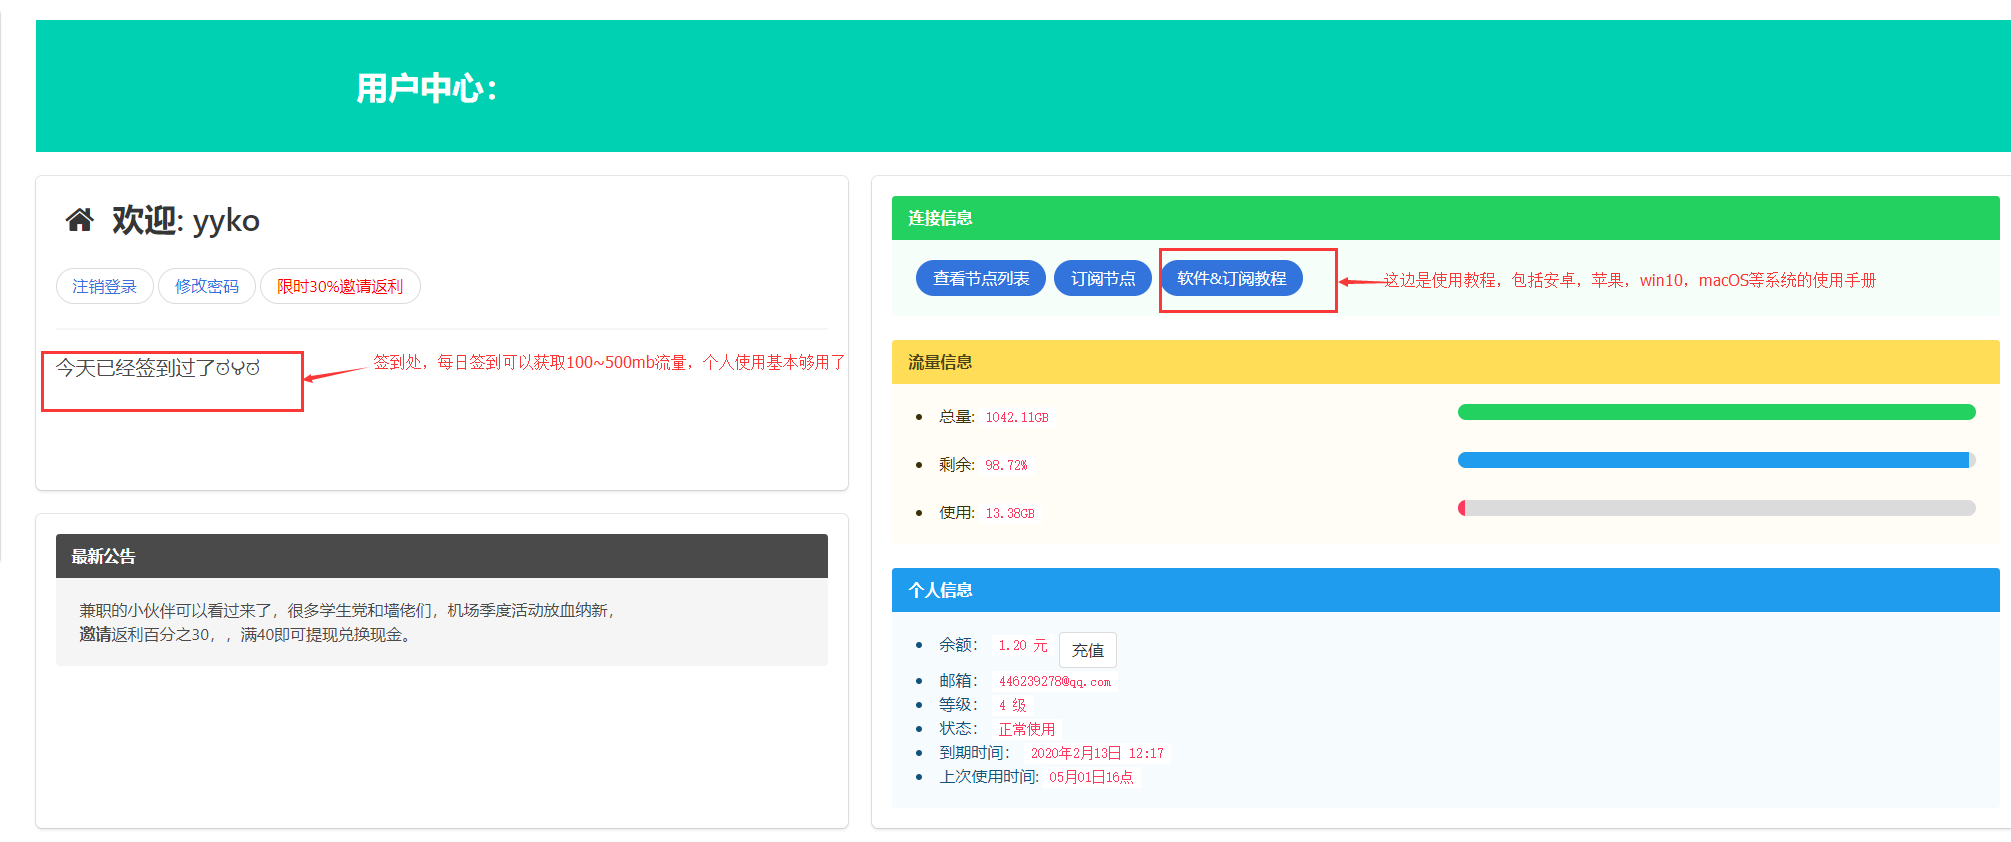 用户中心：
欢迎: yyko
注销登录 修改密码 限时30%邀请返利
今天已经签到过了ಠ౪ಠ
签到处，每日签到可以获取100~500mb流量，个人使用基本够用了
最新公告
兼职的小伙伴可以看过来了，很多学生党和墙佬们，机场季度活动放血纳新，
邀请返利百分之30，，满40即可提现兑换现金。
连接信息
查看节点列表 订阅节点 软件&订阅教程
这边是使用教程，包括安卓，苹果，win10，macOS等系统的使用手册
流量信息
总量: 1042.11GB
剩余: 98.72%
使用: 13.38GB
个人信息
余额： 1.20 元 充值
邮箱： 446239278@qq.com
等级： 4 级
状态： 正常使用
到期时间： 2020年2月13日 12:17
上次使用时间: 05月01日16点